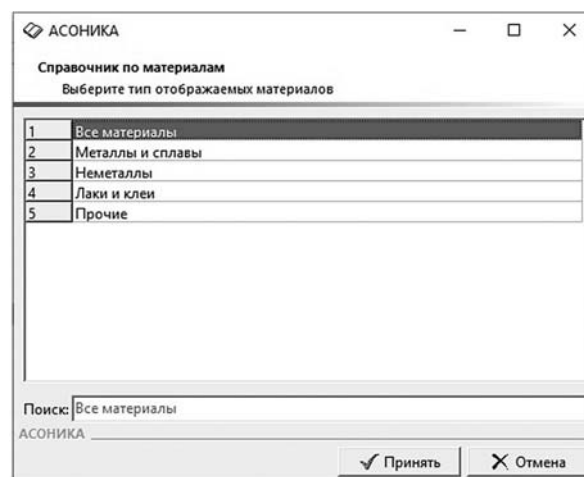 АСОНИКА
Справочник по материалам
Выберите тип отображаемых материалов
1 Все материалы
2 Металлы и сплавы
3 Неметаллы
4 Лаки и клеи
5 Прочие
Поиск: Все материалы
АСОНИКА
Принять Отмена